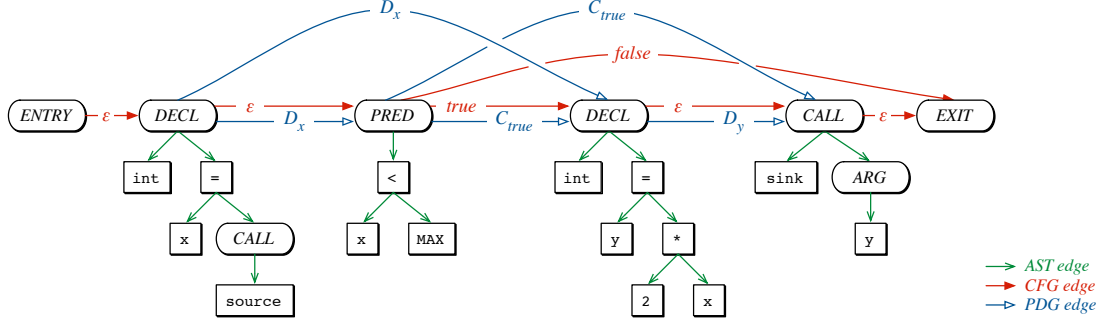 D_x C_true
false
ENTRY ε DECL ε PRED true DECL ε CALL ε EXIT
D_x C_true D_y
int = < int = sink ARG
x CALL x MAX y * y
source 2 x
AST edge
CFG edge
PDG edge